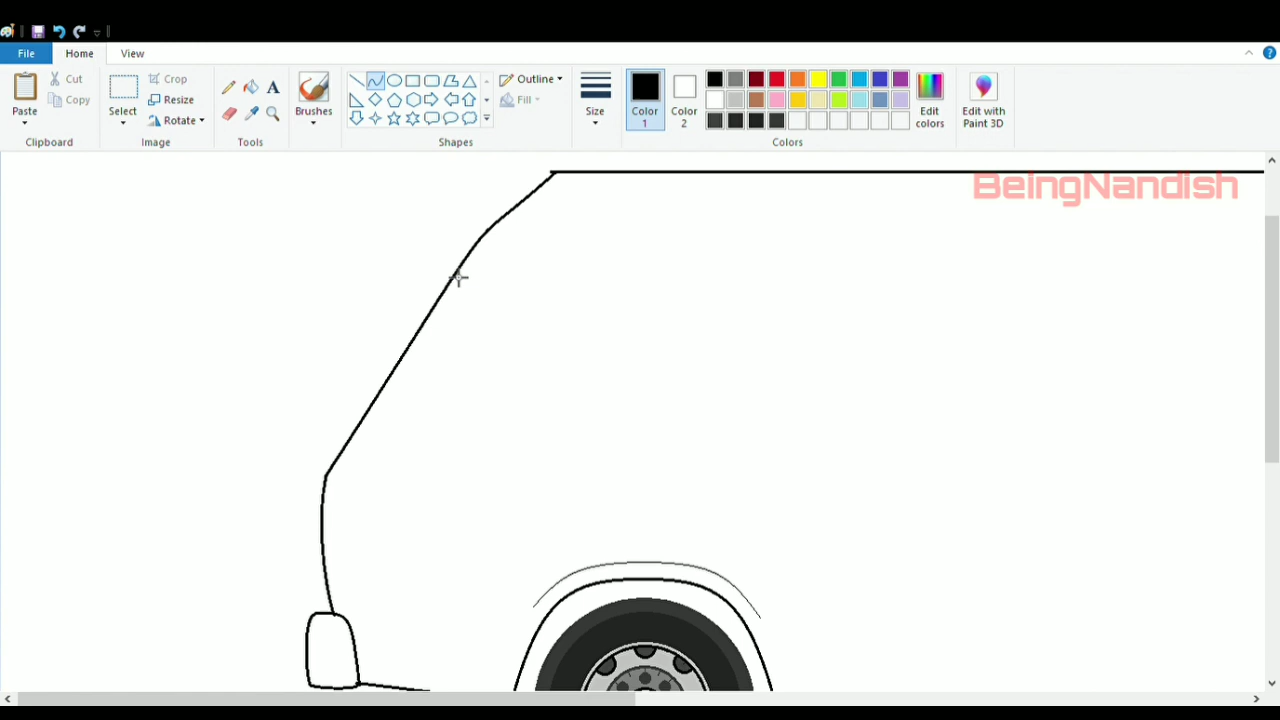 File Home View
Paste
Cut
Copy
Clipboard
Select
Crop
Resize
Rotate
Image
Tools
Brushes
Shapes
Outline
Fill
Size
Color 1
Color 2
Edit colors
Colors
Edit with Paint 3D
BeingNandish